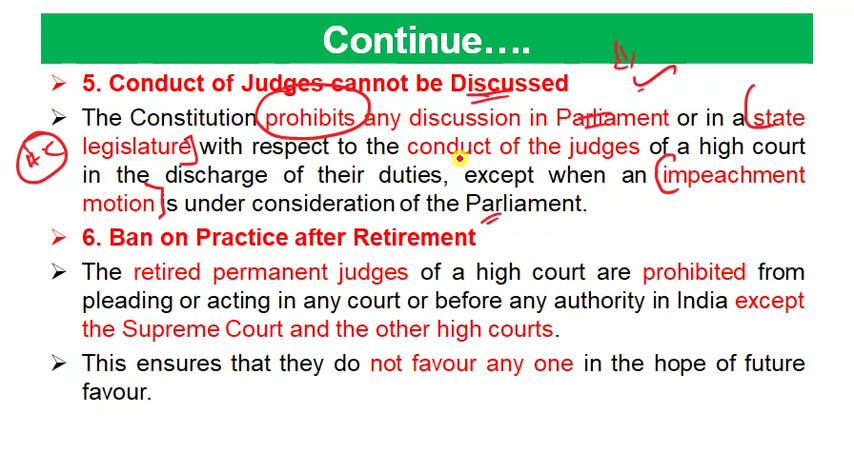 Continue….
➢ 5. Conduct of Judges cannot be Discussed
➢ The Constitution prohibits any discussion in Parliament or in a state
legislature with respect to the conduct of the judges of a high court
in the discharge of their duties, except when an impeachment
motion is under consideration of the Parliament.
➢ 6. Ban on Practice after Retirement
➢ The retired permanent judges of a high court are prohibited from
pleading or acting in any court or before any authority in India except
the Supreme Court and the other high courts.
➢ This ensures that they do not favour any one in the hope of future
favour.